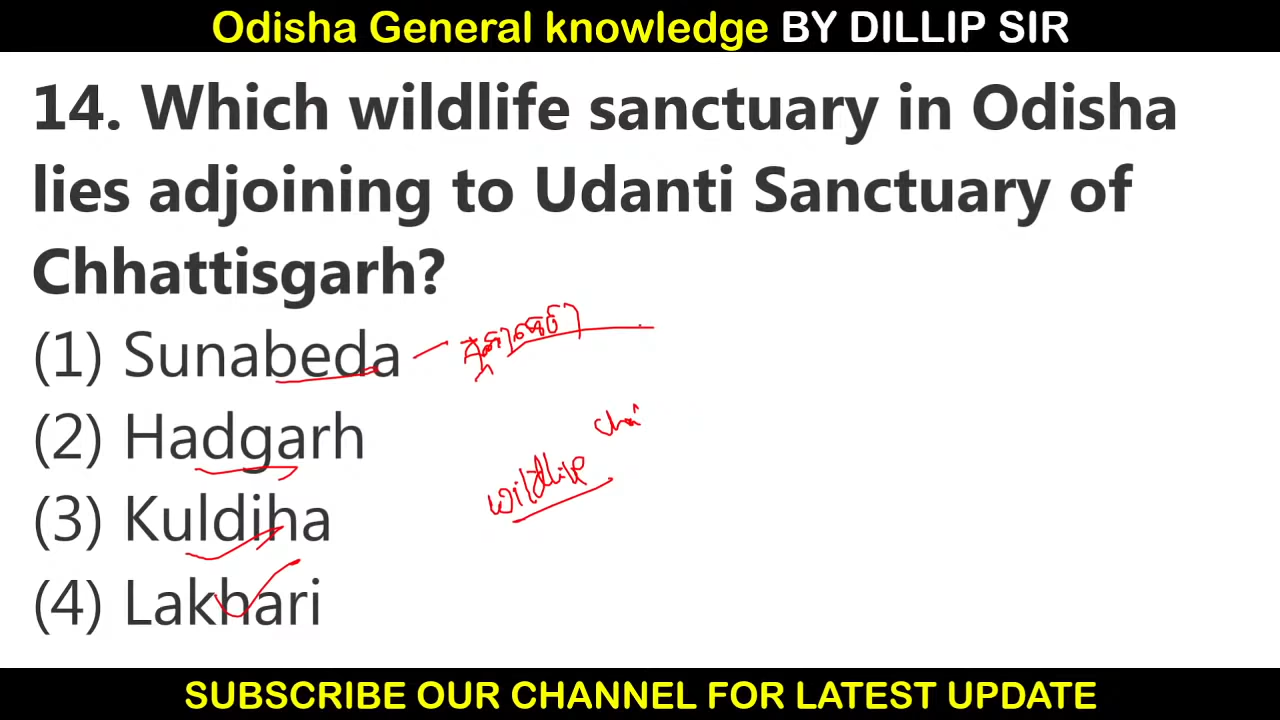 Odisha General knowledge BY DILLIP SIR
14. Which wildlife sanctuary in Odisha
lies adjoining to Udanti Sanctuary of
Chhattisgarh?
(1) Sunabeda
(2) Hadgarh
wildlife
(3) Kuldiha
(4) Lakhari
SUBSCRIBE OUR CHANNEL FOR LATEST UPDATE